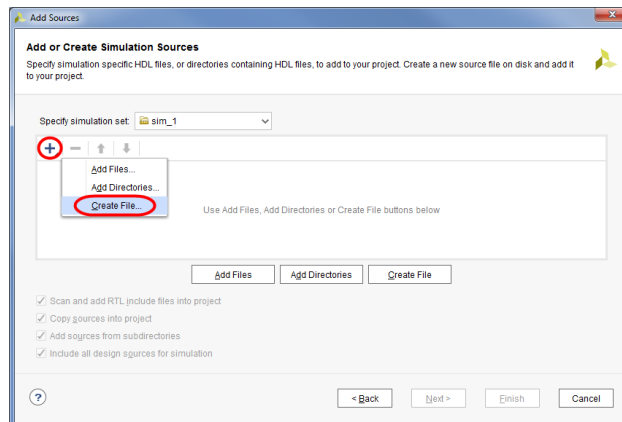 Add Sources
Add or Create Simulation Sources
Specify simulation specific HDL files, or directories containing HDL files, to add to your project. Create a new source file on disk and add it
to your project.
Specify simulation set: sim_1
Add Files...
Add Directories...
Create File...
Use Add Files, Add Directories or Create File buttons below
Add Files Add Directories Create File
Scan and add RTL include files into project
Copy sources into project
Add sources from subdirectories
Include all design sources for simulation
? < Back Next > Finish Cancel